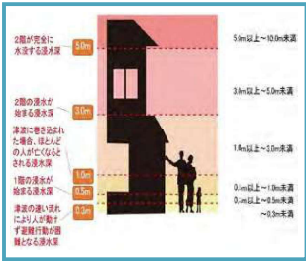 2階が完全に
水没する浸水深
5.0m
2階の浸水が
始まる浸水深
3.0m
津波に巻き込まれ
た場合、ほとんど
の人が亡くなると
される浸水深
1.0m
1階の浸水が
始まる浸水深
0.5m
津波の速い流れ
により人が動け
ず避難行動が困
難となる浸水深
0.3m
5.0m以上～10.0m未満
3.0m以上～5.0m未満
1.0m以上～3.0m未満
0.5m以上～1.0m未満
0.3m以上～0.5m未満
～0.3m未満